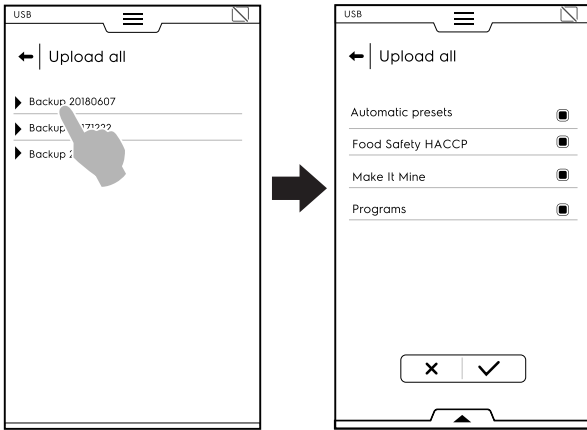 USB
Upload all
Backup 20180607
Backup
Backup
USB
Upload all
Automatic presets
Food Safety HACCP
Make It Mine
Programs